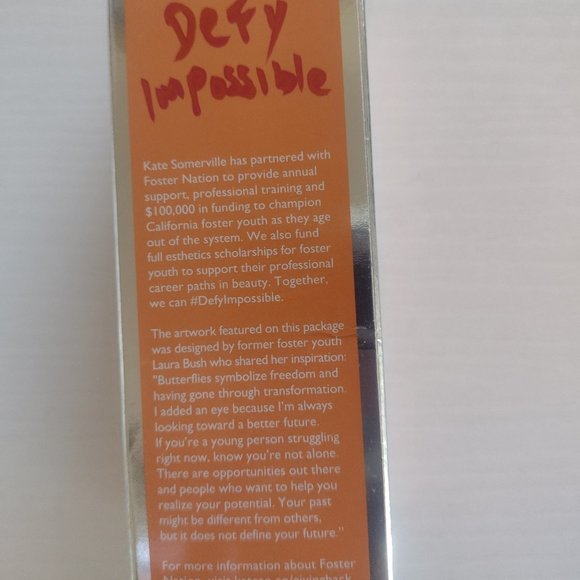 Defy
Impossible
Kate Somerville has partnered with
Foster Nation to provide annual
support, professional training and
$100,000 in funding to champion
California foster youth as they age
out of the system. We also fund
full esthetics scholarships for foster
youth to support their professional
career paths in beauty. Together,
we can #DefyImpossible.
The artwork featured on this package
was designed by former foster youth
Laura Bush who shared her inspiration:
"Butterflies symbolize freedom and
having gone through transformation.
I added an eye because I'm always
looking toward a better future.
If you're a young person struggling
right now, know you're not alone.
There are opportunities out there
and people who want to help you
realize your potential. Your past
might be different from others,
but it does not define your future."
For more information about Foster
Nation, visit